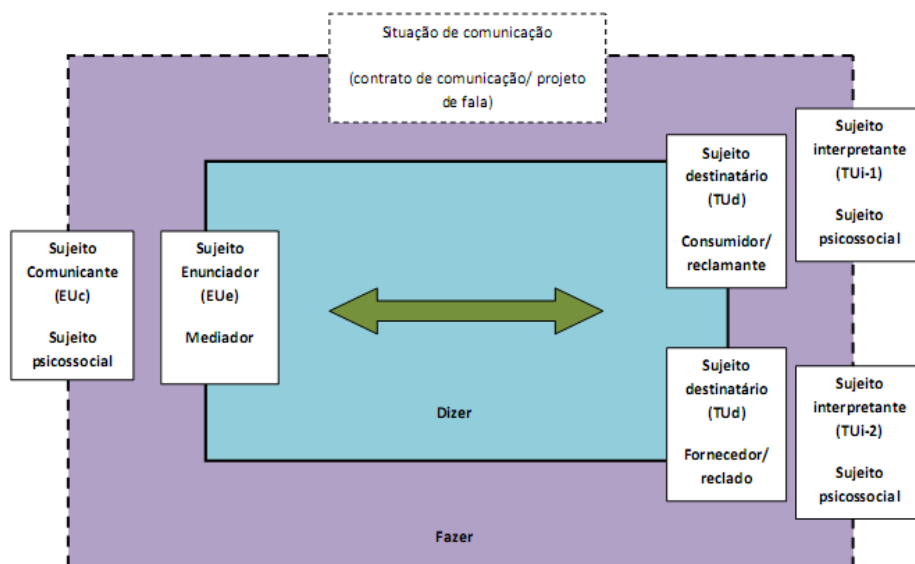 Situação de comunicação
(contrato de comunicação/ projeto
de fala)
Sujeito
Comunicante
(EUc)
Sujeito
psicossocial
Sujeito
Enunciador
(EUe)
Mediador
Sujeito
destinatário
(TUd)
Consumidor/
reclamante
Sujeito
interpretante
(TUi-1)
Sujeito
psicossocial
Dizer
Sujeito
destinatário
(TUd)
Fornecedor/
reclado
Sujeito
interpretante
(TUi-2)
Sujeito
psicossocial
Fazer